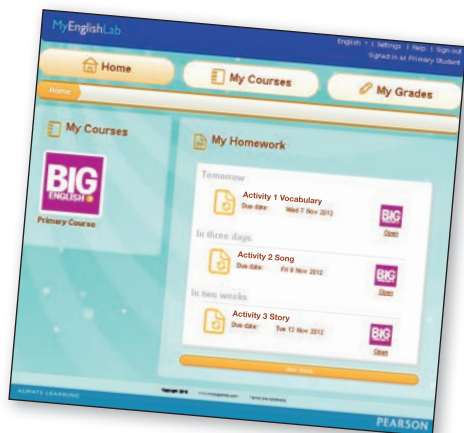 MyEnglishLab
English | Settings | Help | Sign out
Signed in as Primary Student
Home
My Courses
My Grades
Home
My Courses
BIG
ENGLISH
Primary Course
My Homework
Tomorrow
Activity 1 Vocabulary
Due date: Wed 7 Nov 2012
BIG
Open
In three days
Activity 2 Song
Due date: Fri 9 Nov 2012
BIG
Open
In two weeks
Activity 3 Story
Due date: Tue 13 Nov 2012
BIG
Open
View more
ALWAYS LEARNING
Terms and conditions
PEARSON